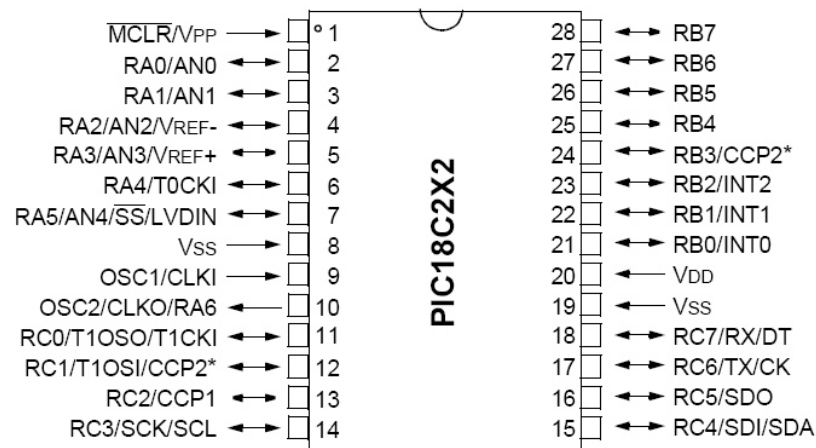 MCLR/VPP 1 28 RB7
RA0/AN0 2 27 RB6
RA1/AN1 3 26 RB5
RA2/AN2/VREF- 4 25 RB4
RA3/AN3/VREF+ 5 24 RB3/CCP2*
RA4/T0CKI 6 23 RB2/INT2
RA5/AN4/SS/LVDIN 7 22 RB1/INT1
VSS 8 21 RB0/INT0
OSC1/CLKI 9 20 VDD
OSC2/CLKO/RA6 10 19 VSS
RC0/T1OSO/T1CKI 11 18 RC7/RX/DT
RC1/T1OSI/CCP2* 12 17 RC6/TX/CK
RC2/CCP1 13 16 RC5/SDO
RC3/SCK/SCL 14 15 RC4/SDI/SDA
PIC18C2X2